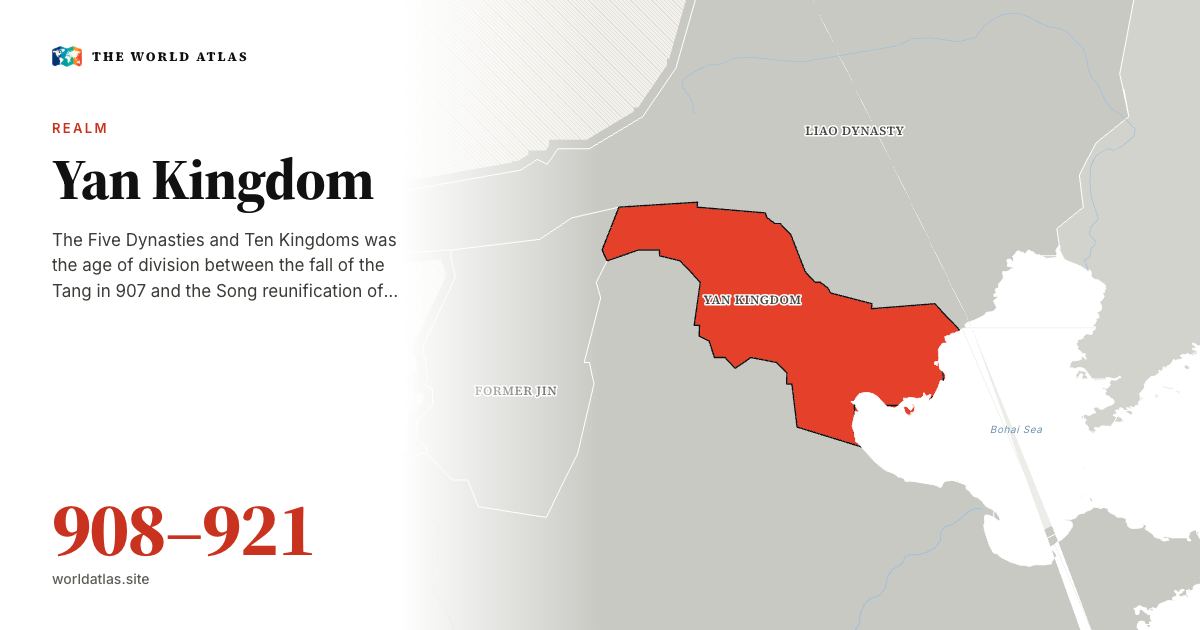 THE WORLD ATLAS
REALM
Yan Kingdom
The Five Dynasties and Ten Kingdoms was
the age of division between the fall of the
Tang in 907 and the Song reunification of...
908–921
worldatlas.site
LIAO DYNASTY
YAN KINGDOM
FORMER JIN
Bohai Sea